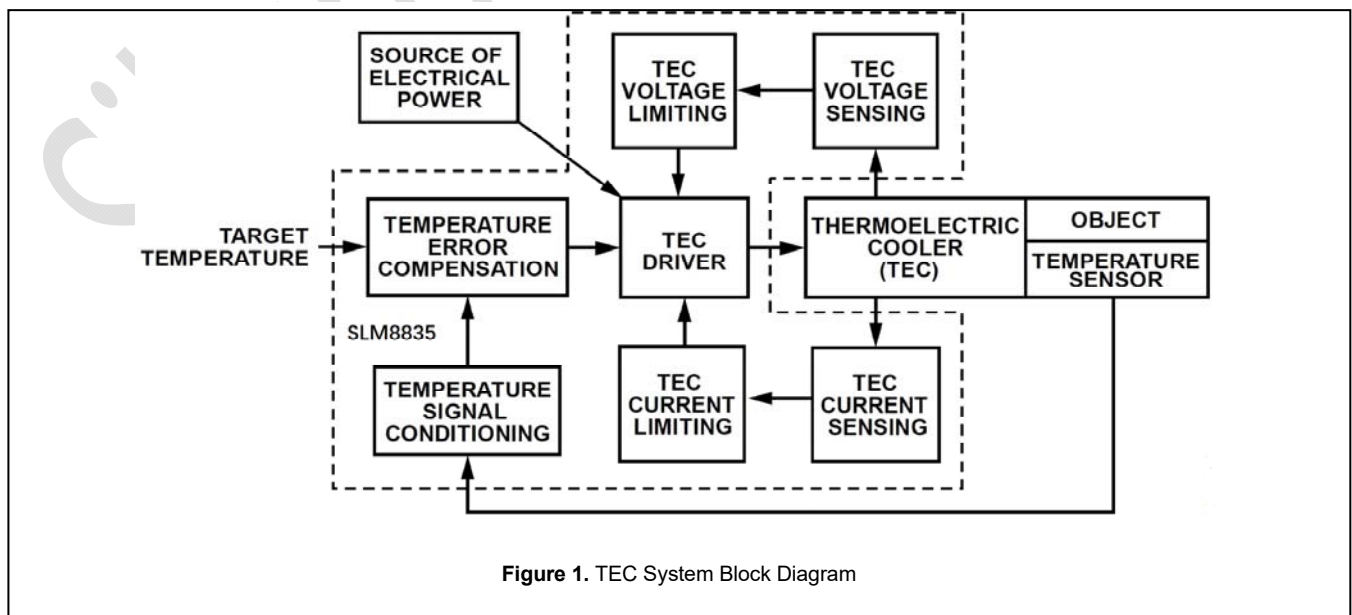 SOURCE OF
ELECTRICAL
POWER
TEC
VOLTAGE
LIMITING
TEC
VOLTAGE
SENSING
TARGET
TEMPERATURE
TEMPERATURE
ERROR
COMPENSATION
TEC
DRIVER
THERMOELECTRIC
COOLER
(TEC)
OBJECT
TEMPERATURE
SENSOR
SLM8835
TEMPERATURE
SIGNAL
CONDITIONING
TEC
CURRENT
LIMITING
TEC
CURRENT
SENSING
Figure 1. TEC System Block Diagram